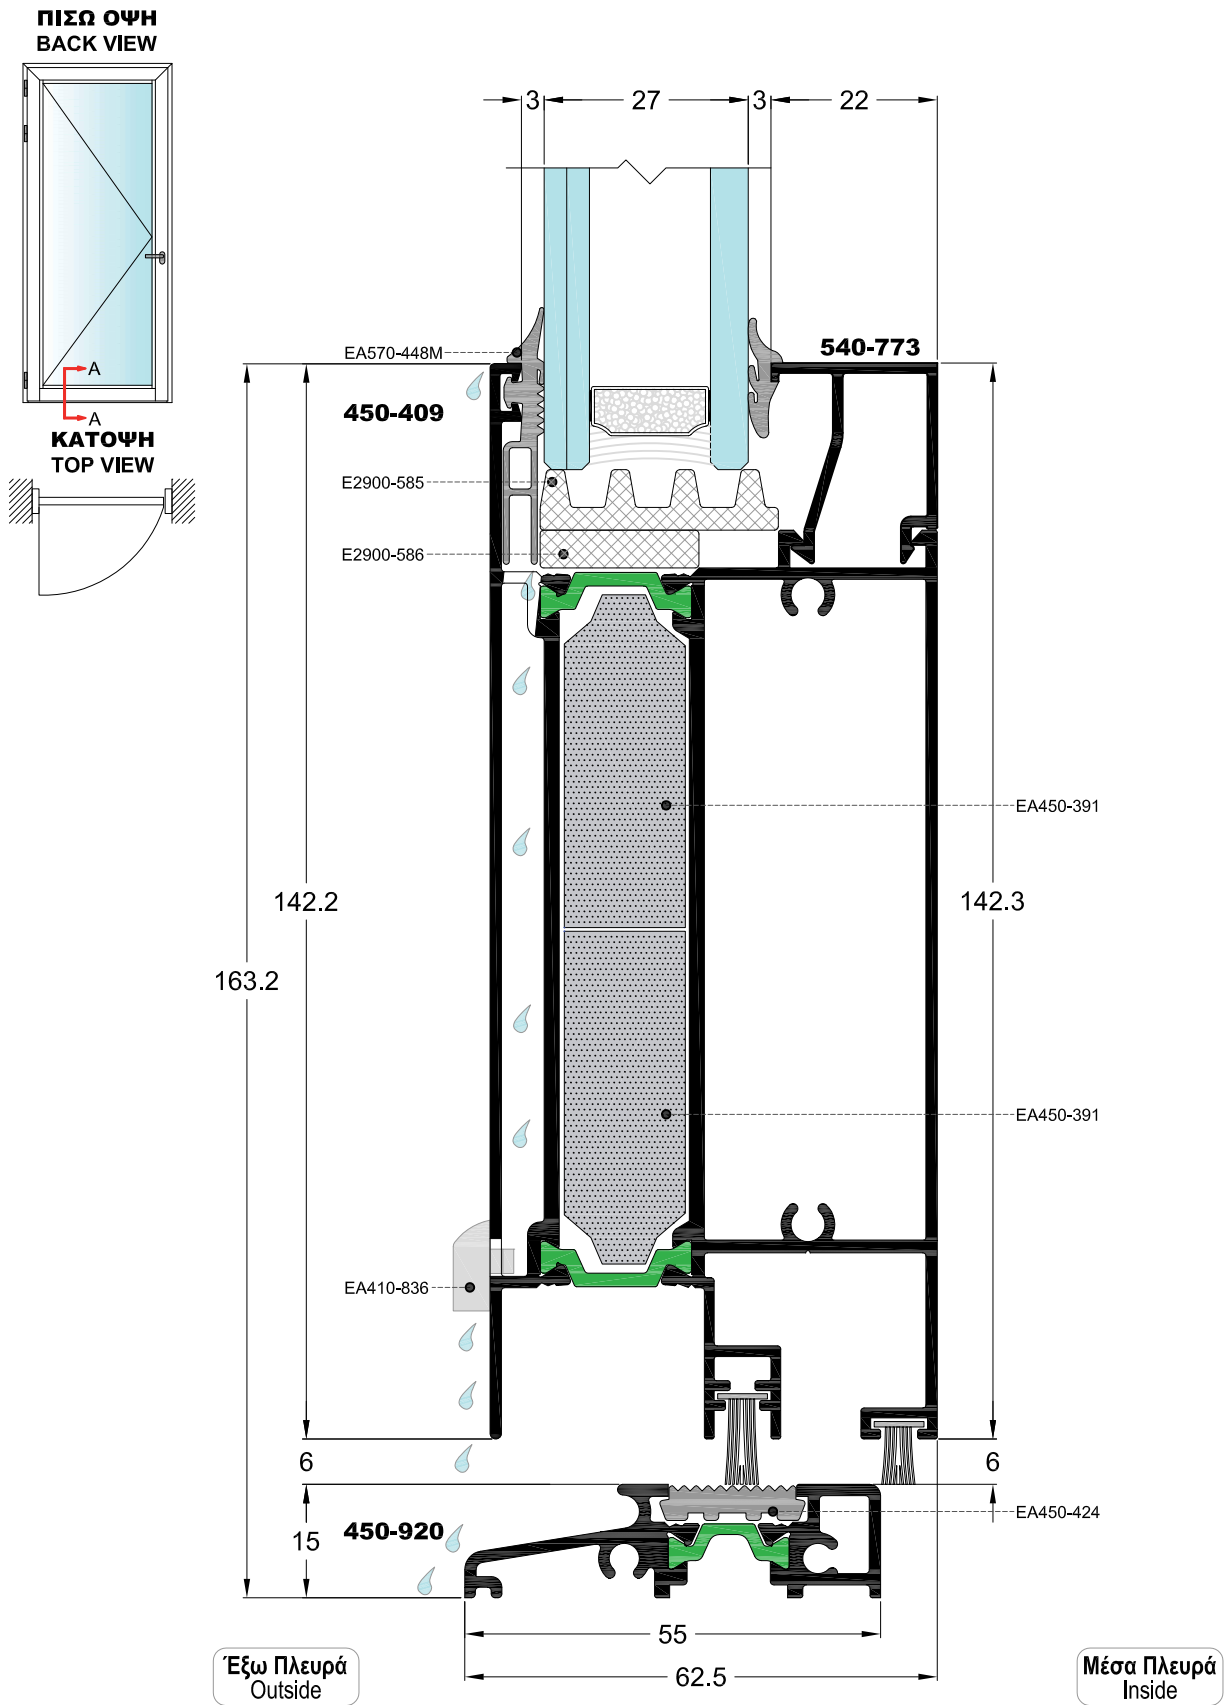 ΠΙΣΩ ΟΨΗ
BACK VIEW
A
A
ΚΑΤΟΨΗ
TOP VIEW
3
27
3
22
EA570-448M
540-773
450-409
E2900-585
E2900-586
EA450-391
142.2
142.3
163.2
EA450-391
EA410-836
6
6
EA450-424
15
450-920
55
62.5
Έξω Πλευρά
Outside
Μέσα Πλευρά
Inside